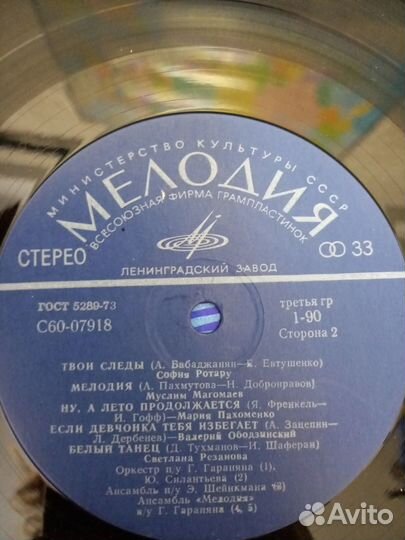 МИНИСТЕРСТВО КУЛЬТУРЫ СССР
МЕЛОДИЯ
ВСЕСОЮЗНАЯ ФИРМА ГРАМПЛАСТИНОК
СТЕРЕО
33
ЛЕНИНГРАДСКИЙ ЗАВОД
ГОСТ 5289-73
третья гр
С60-07918
1-90
Сторона 2
ТВОИ СЛЕДЫ (А. Бабаджанян—Е. Евтушенко)
София Ротару
МЕЛОДИЯ (А. Пахмутова—Н. Добронравов)
Муслим Магомаев
НУ, А ЛЕТО ПРОДОЛЖАЕТСЯ (Я. Френкель—
И. Гофф)—Мария Пахоменко
ЕСЛИ ДЕВЧОНКА ТЕБЯ ИЗБЕГАЕТ (А. Зацепин—
Л. Дербенев)—Валерий Ободзинский
БЕЛЫЙ ТАНЕЦ (Д. Тухманов—И. Шаферан)
Светлана Резанова
Оркестр п/у Г. Гараняна (1),
Ю. Силантьева (2)
Ансамбль п/у Э. Шейнкмана (3)
Ансамбль «Мелодия»
п/у Г. Гараняна (4, 5)
Avito